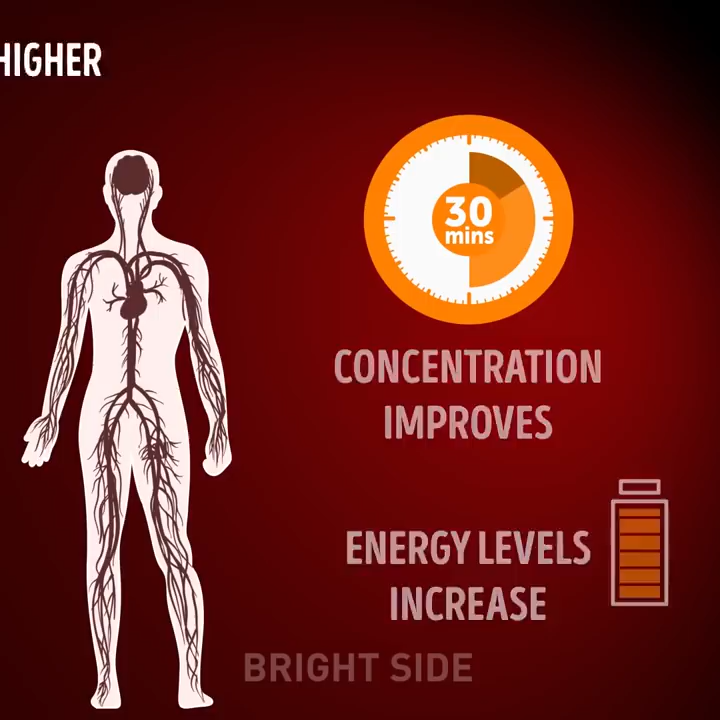 HIGHER
30
mins
CONCENTRATION
IMPROVES
ENERGY LEVELS
INCREASE
BRIGHT SIDE